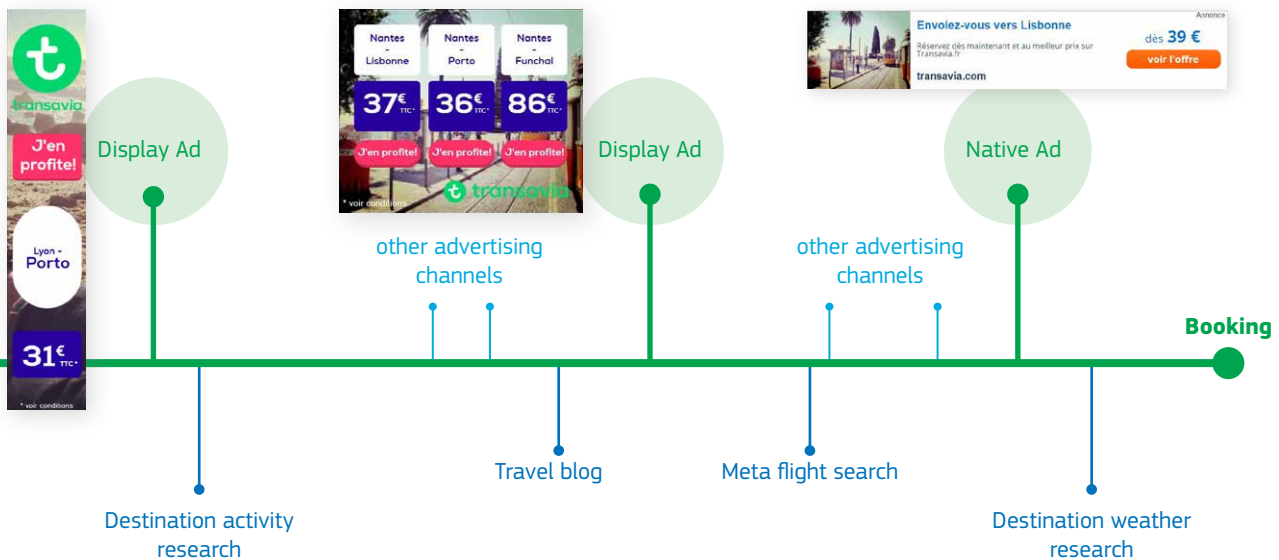 transavia
J'en
profite!
Lyon -
Porto
31€
TTC*
* voir conditions
Display Ad
Nantes
-
Lisbonne
37€
TTC*
J'en profite!
Nantes
-
Porto
36€
TTC*
J'en profite!
Nantes
-
Funchal
86€
TTC*
J'en profite!
transavia
* voir conditions
Display Ad
Annonce
Envolez-vous vers Lisbonne
Réservez dès maintenant et au meilleur prix sur
Transavia.fr
transavia.com
dès 39 €
voir l'offre
Native Ad
other advertising
channels
other advertising
channels
Booking
Destination activity
research
Travel blog
Meta flight search
Destination weather
research